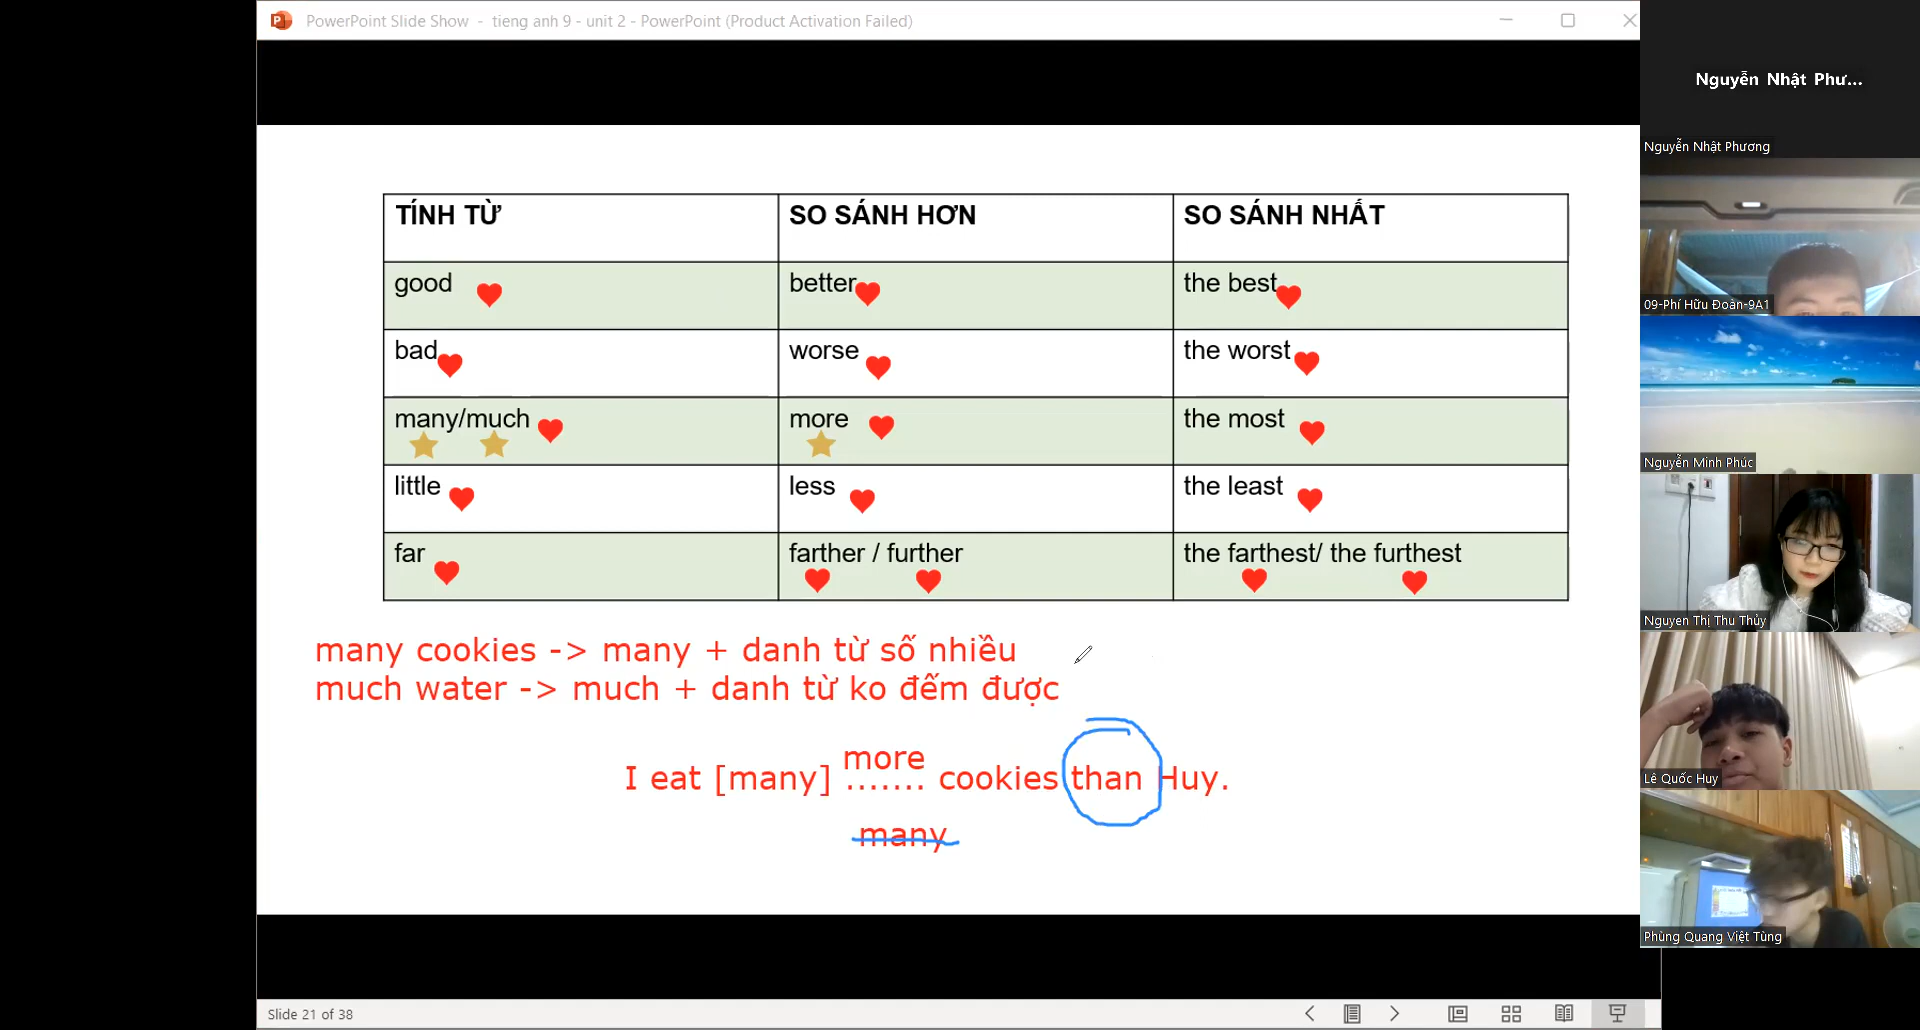 PowerPoint Slide Show - tieng anh 9 - unit 2 - PowerPoint (Product Activation Failed)
TÍNH TỪ SO SÁNH HƠN SO SÁNH NHẤT
good better the best
bad worse the worst
many/much more the most
little less the least
far farther / further the farthest/ the furthest
many cookies -> many + danh từ số nhiều
much water -> much + danh từ ko đếm được
more
I eat [many] ....... cookies than Huy.
many
Slide 21 of 38
Nguyễn Nhật Phư...
Nguyễn Nhật Phương
09-Phí Hữu Đoàn-9A1
Nguyễn Minh Phúc
Nguyen Thị Thu Thủy
Lê Quốc Huy
Phùng Quang Việt Tùng